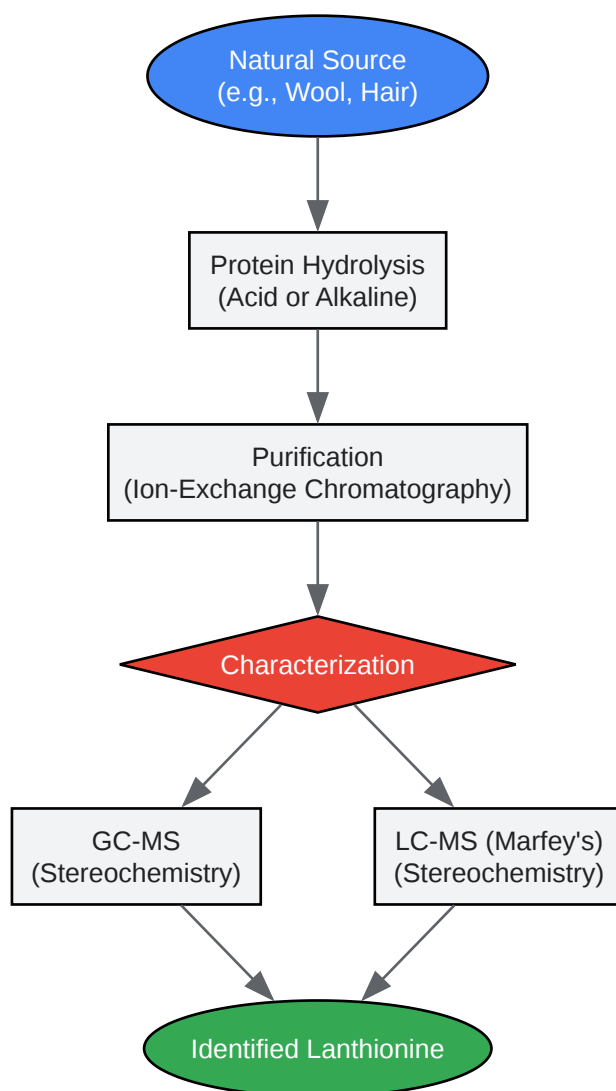 Natural Source
(e.g., Wool, Hair)
Protein Hydrolysis
(Acid or Alkaline)
Purification
(Ion-Exchange Chromatography)
Characterization
GC-MS
(Stereochemistry)
LC-MS (Marfey's)
(Stereochemistry)
Identified Lanthionine